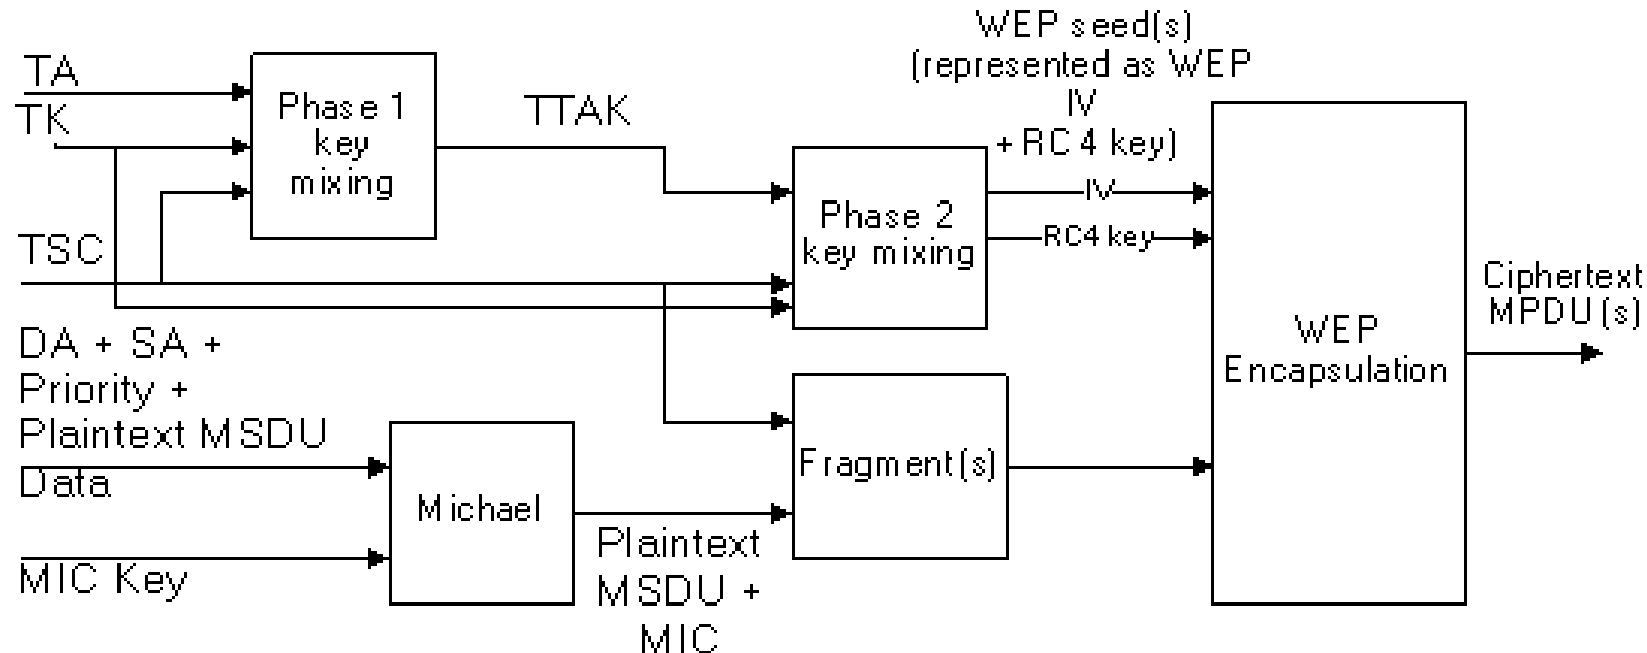 WEP seed(s)
(represented as WEP
IV
+ RC4 key)
TA
TK
Phase 1
key
mixing
TTAK
TSC
Phase 2
key mixing
IV
RC4 key
Ciphertext
MPDU(s)
WEP
Encapsulation
DA + SA +
Priority +
Plaintext MSDU
Data
Michael
Fragment(s)
MIC Key
Plaintext
MSDU +
MIC